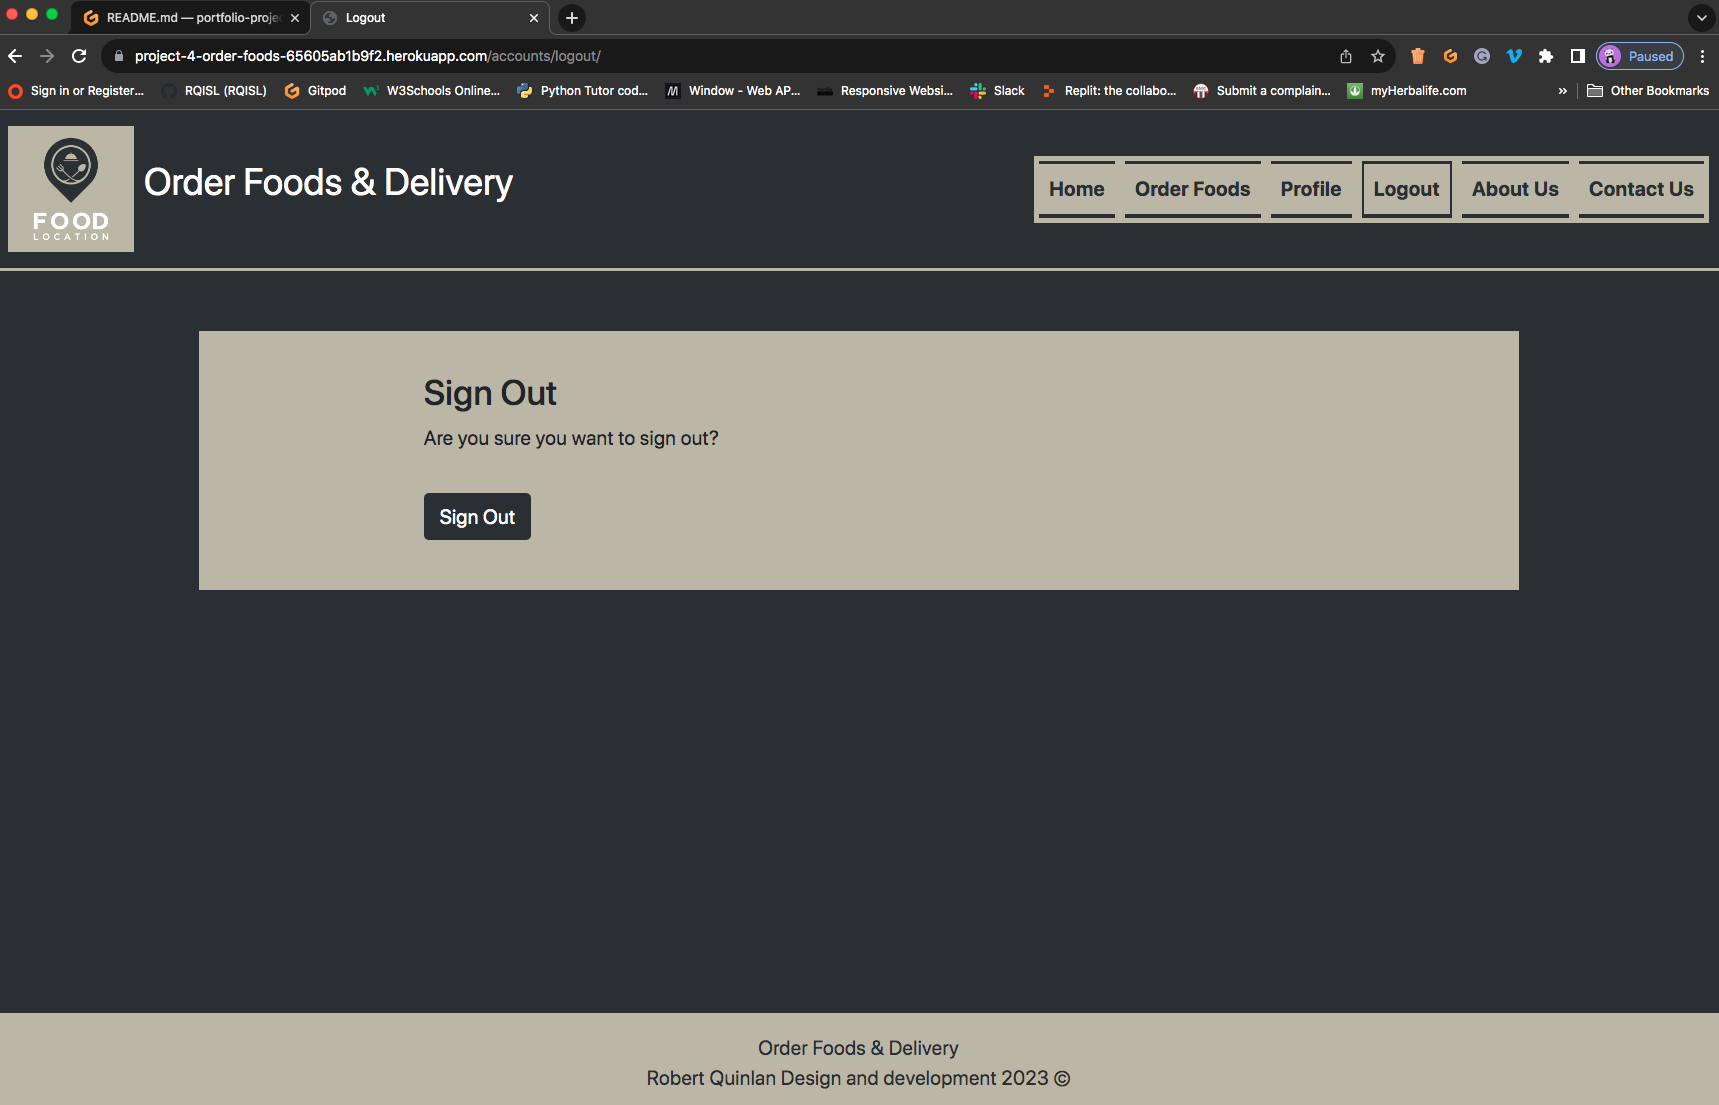 README.md — portfolio-proje
Logout
project-4-order-foods-65605ab1b9f2.herokuapp.com/accounts/logout/
Paused
Sign in or Register...
RQISL (RQISL)
Gitpod
W3Schools Online...
Python Tutor cod...
Window - Web AP...
Responsive Websi...
Slack
Replit: the collabo...
Submit a complain...
myHerbalife.com
»
Other Bookmarks
FOOD
LOCATION
Order Foods & Delivery
Home
Order Foods
Profile
Logout
About Us
Contact Us
Sign Out
Are you sure you want to sign out?
Sign Out
Order Foods & Delivery
Robert Quinlan Design and development 2023 ©